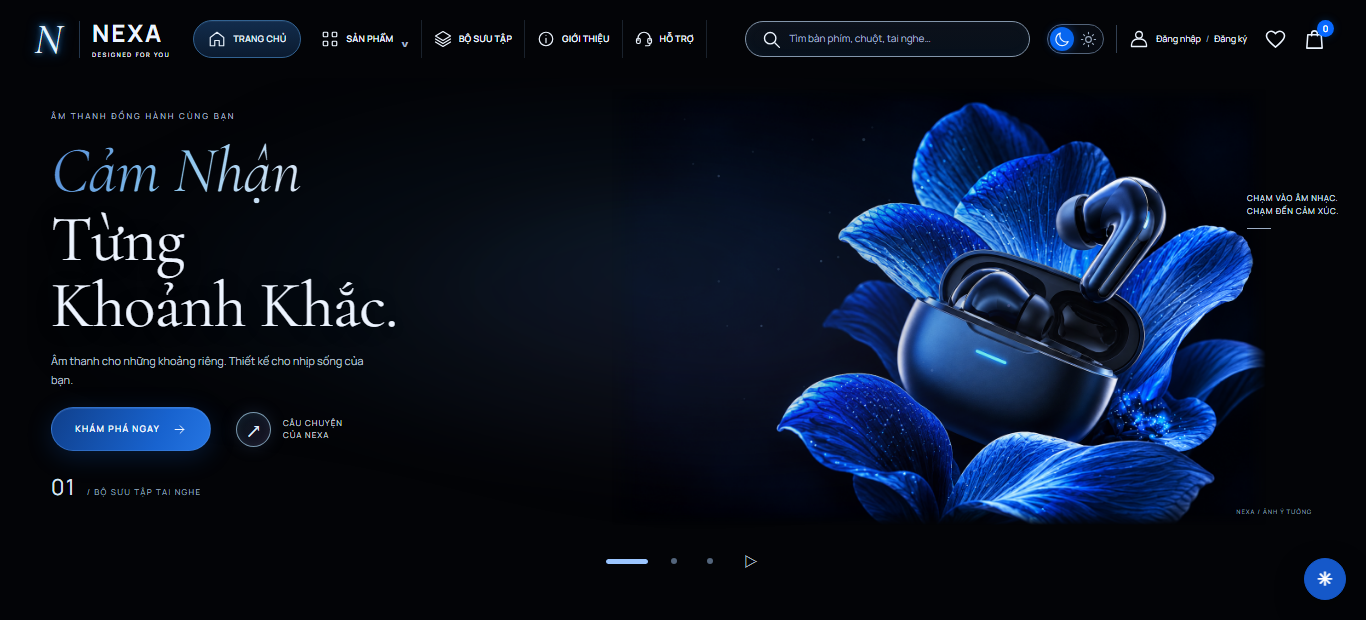 N
NEXA
DESIGNED FOR YOU
TRANG CHỦ
SẢN PHẨM
BỘ SƯU TẬP
GIỚI THIỆU
HỖ TRỢ
Tìm bàn phím, chuột, tai nghe...
Đăng nhập / Đăng ký
0
ÂM THANH ĐỒNG HÀNH CÙNG BẠN
Cảm Nhận
Từng
Khoảnh Khắc.
CHẠM VÀO ÂM NHẠC.
CHẠM ĐẾN CẢM XÚC.
Âm thanh cho những khoảng riêng. Thiết kế cho nhịp sống của
bạn.
KHÁM PHÁ NGAY →
CÂU CHUYỆN
CỦA NEXA
01 / BỘ SƯU TẬP TAI NGHE
NEXA / ẢNH Ý TƯỞNG